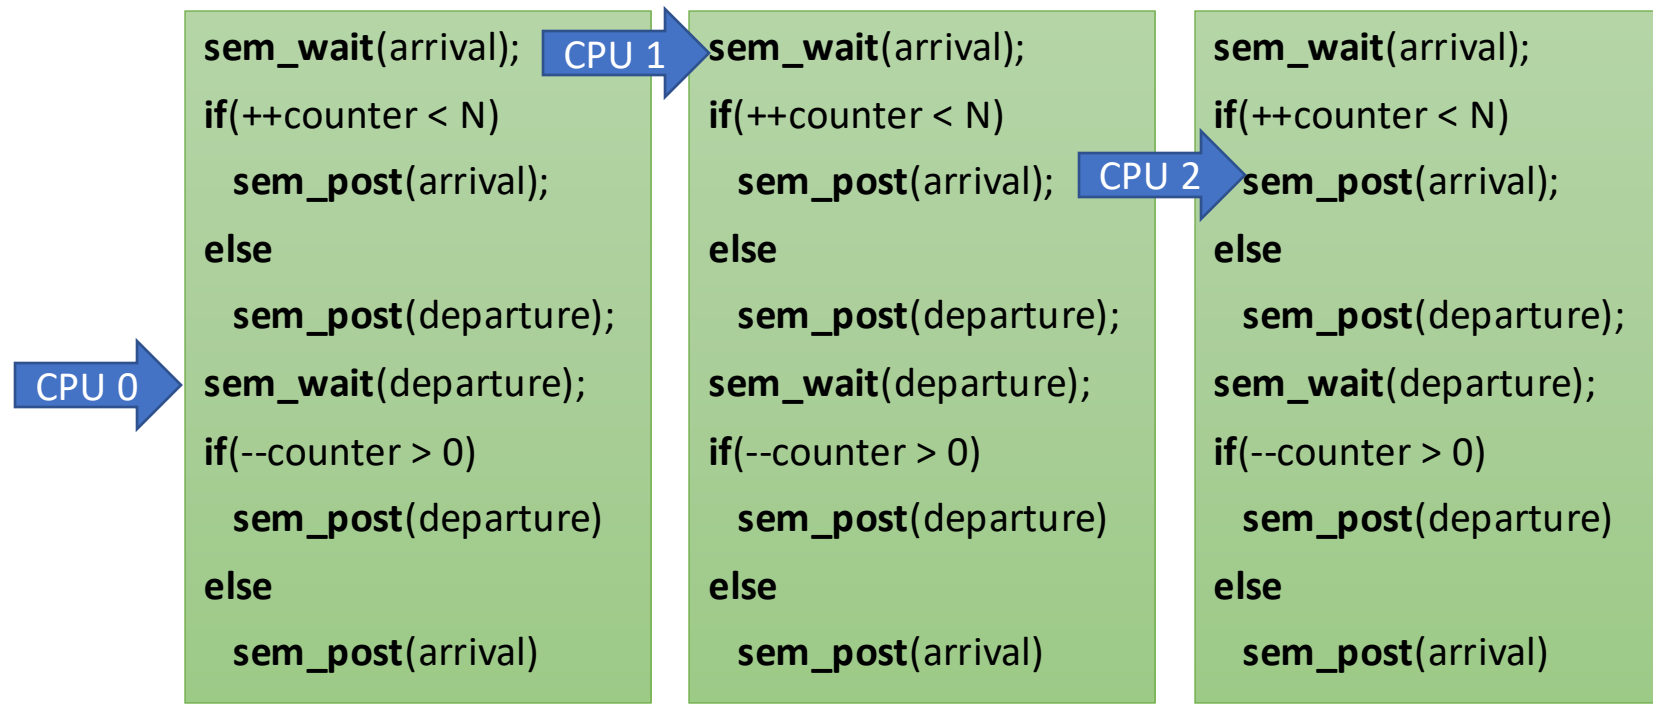 sem_wait(arrival);
if(++counter < N)
sem_post(arrival);
else
sem_post(departure);
sem_wait(departure);
if(--counter > 0)
sem_post(departure)
else
sem_post(arrival)
CPU 0
CPU 1
sem_wait(arrival);
if(++counter < N)
sem_post(arrival);
else
sem_post(departure);
sem_wait(departure);
if(--counter > 0)
sem_post(departure)
else
sem_post(arrival)
CPU 2
sem_wait(arrival);
if(++counter < N)
sem_post(arrival);
else
sem_post(departure);
sem_wait(departure);
if(--counter > 0)
sem_post(departure)
else
sem_post(arrival)